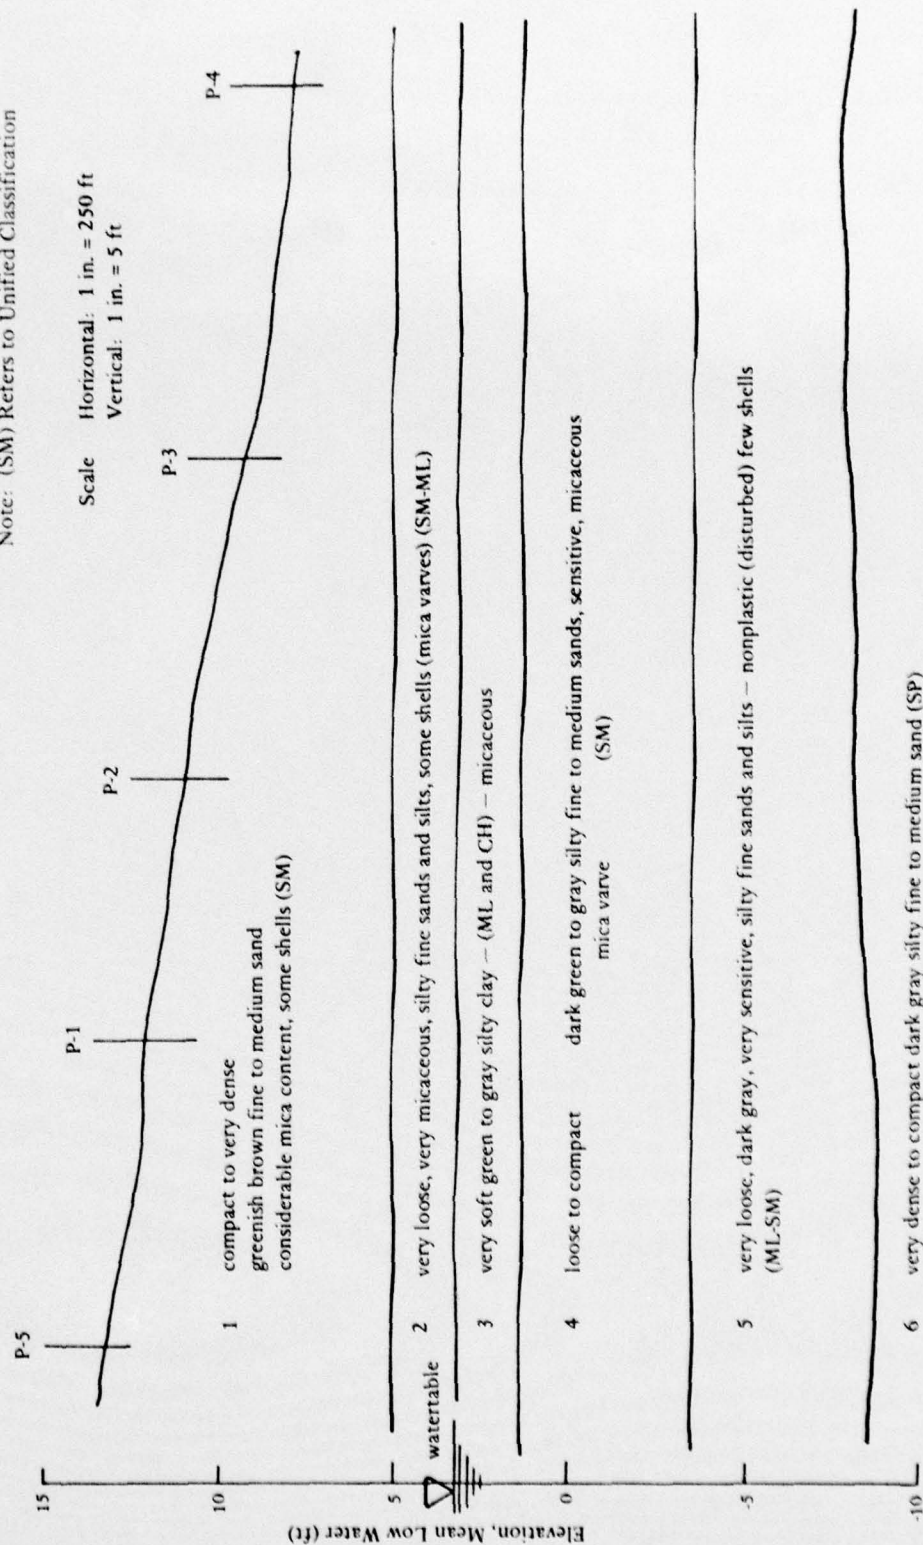 Note: (SM) Refers to Unified Classification
Scale Horizontal: 1 in. = 250 ft
Vertical: 1 in. = 5 ft
P-5
P-1
P-2
P-3
P-4
15
10
5
0
-5
-10
Elevation, Mean Low Water (ft)
watertable
1 compact to very dense
greenish brown fine to medium sand
considerable mica content, some shells (SM)
2 very loose, very micaceous, silty fine sands and silts, some shells (mica varves) (SM-ML)
3 very soft green to gray silty clay – (ML and CH) – micaceous
4 loose to compact dark green to gray silty fine to medium sands, sensitive, micaceous
mica varve (SM)
5 very loose, dark gray, very sensitive, silty fine sands and silts – nonplastic (disturbed) few shells
(ML-SM)
6 very dense to compact dark gray silty fine to medium sand (SP)